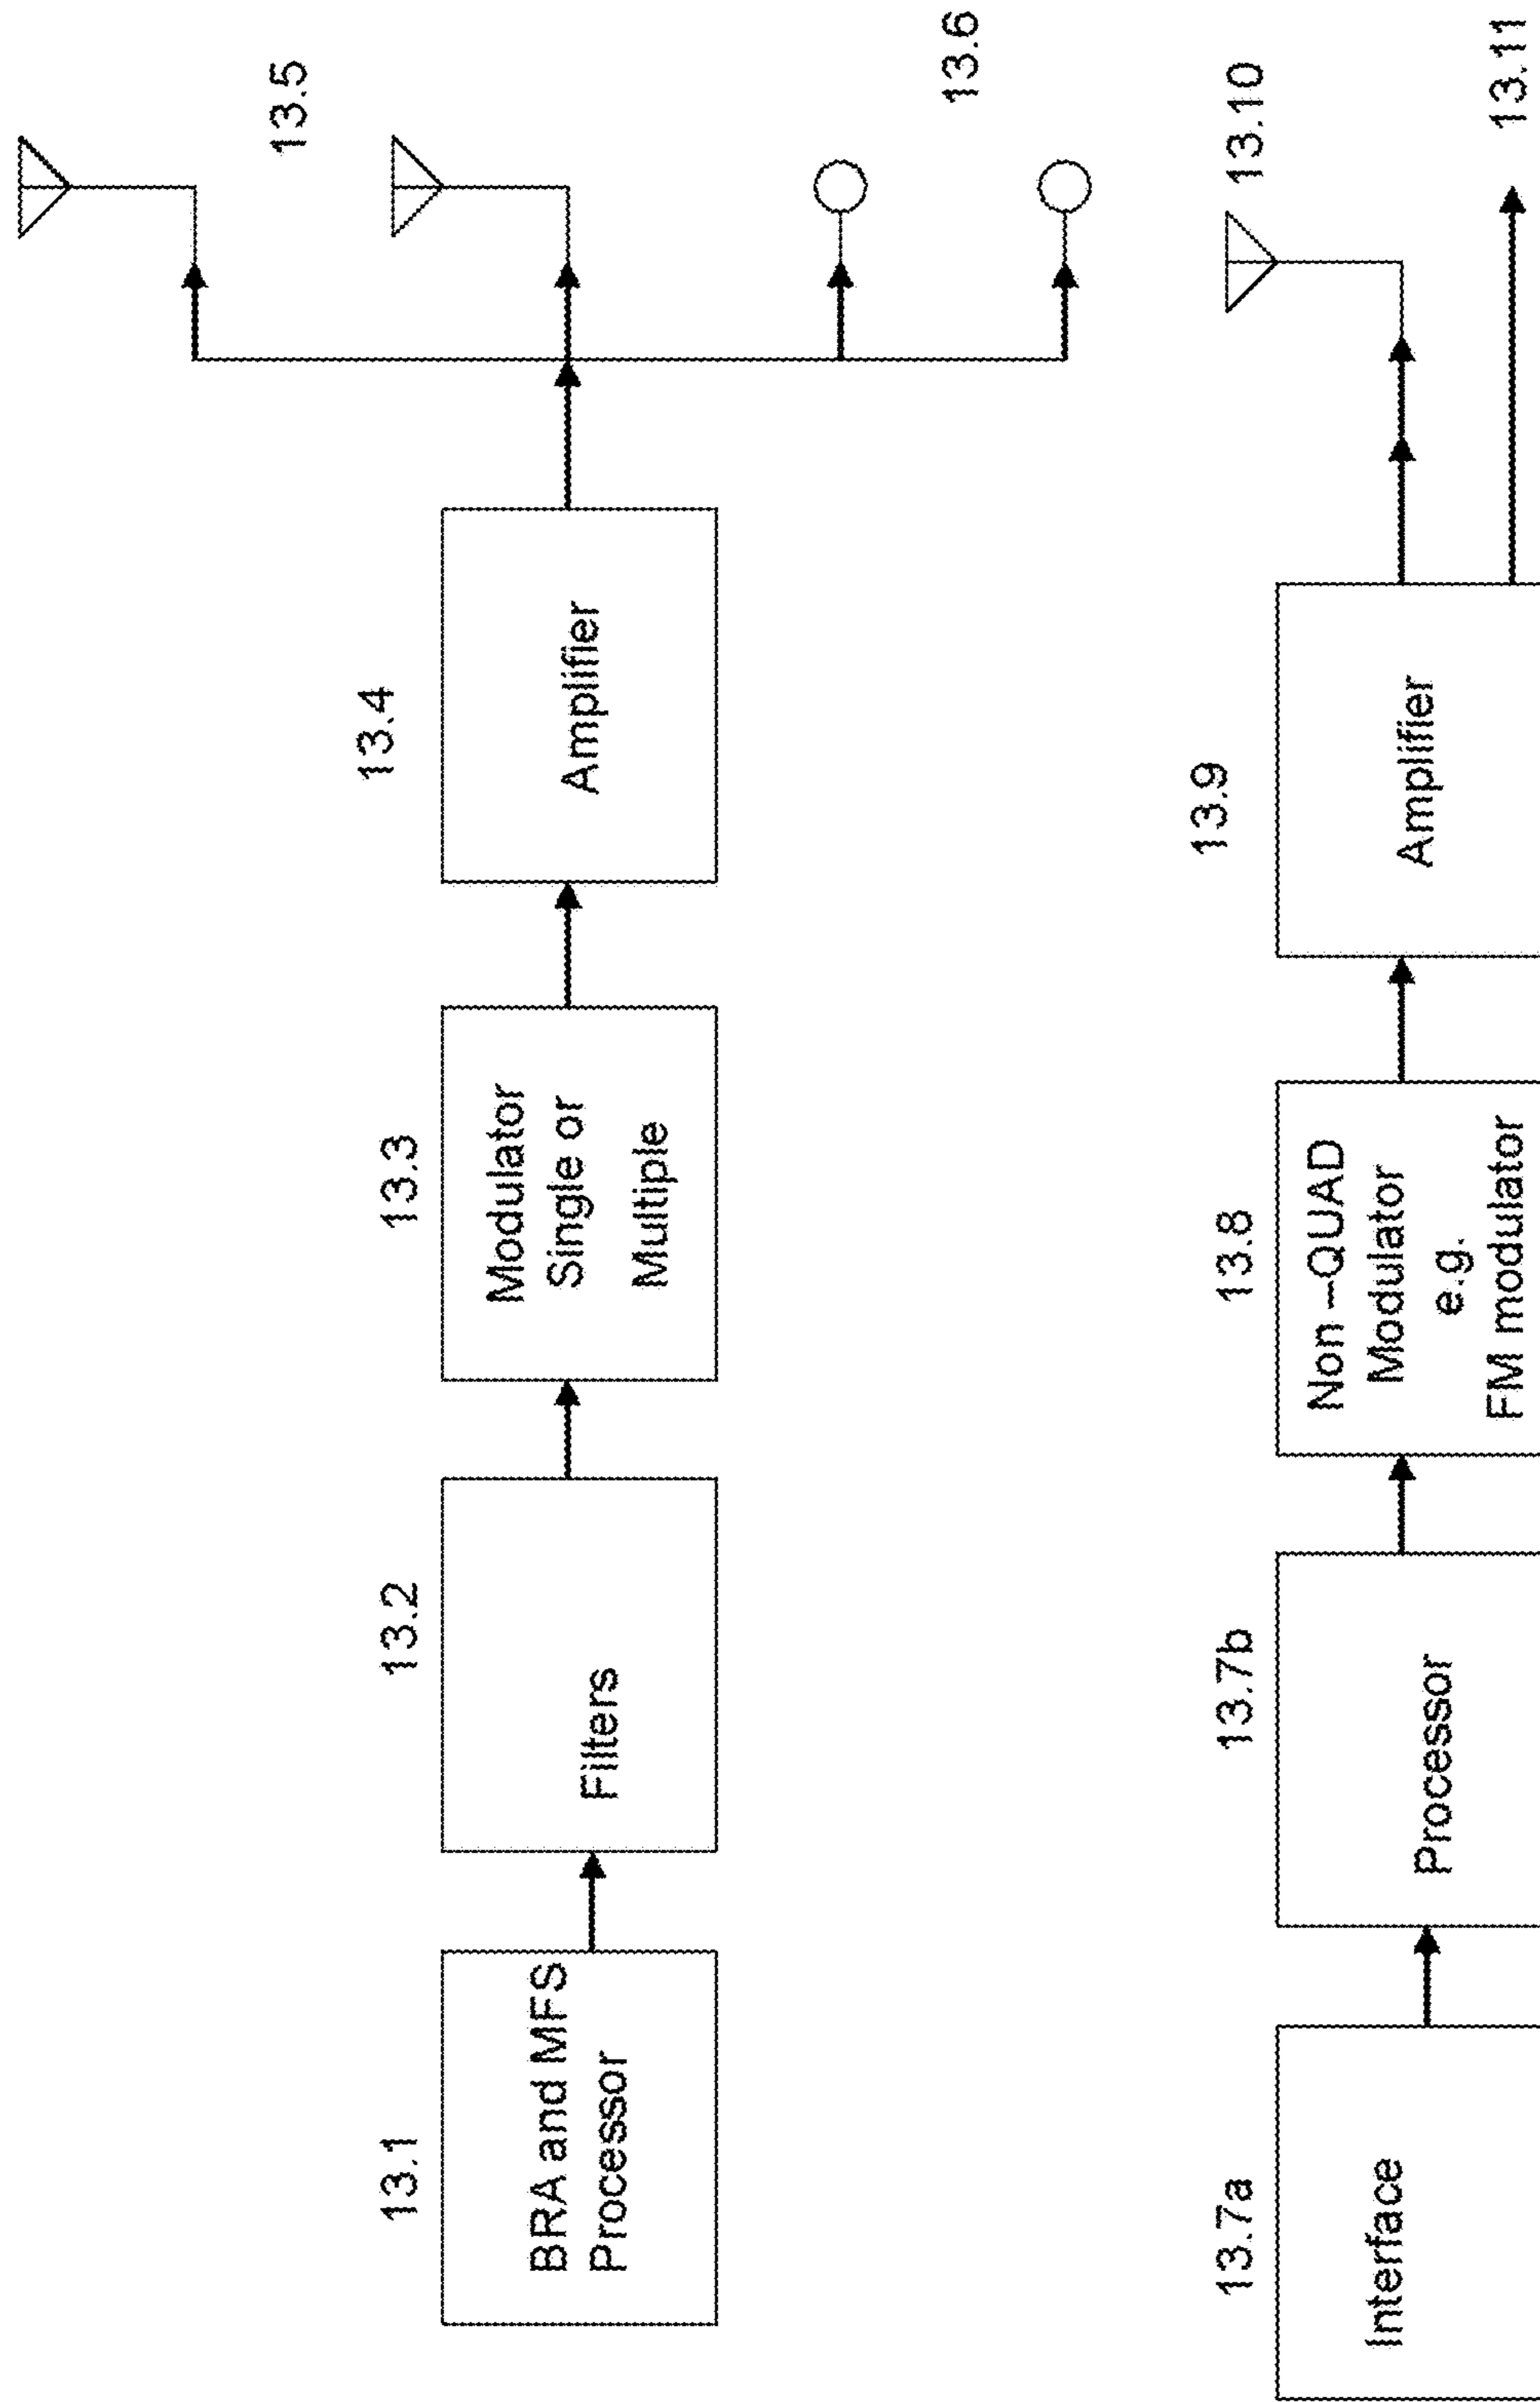 13.1
BRA and MFS
Processor
13.2
Filters
13.3
Modulator
Single or
Multiple
13.4
Amplifier
13.5
13.6
13.7a
Interface
13.7b
Processor
13.8
Non –QUAD
Modulator
e.g.
FM modulator
13.9
Amplifier
13.10
13.11